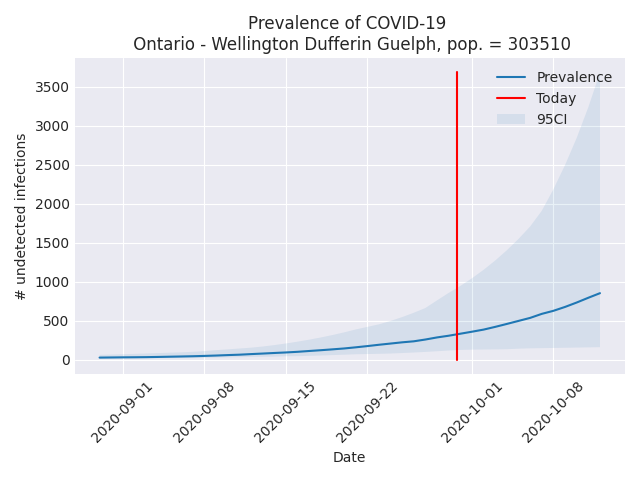 Prevalence of COVID-19
Ontario - Wellington Dufferin Guelph, pop. = 303510
Prevalence
Today
95CI
3500
3000
2500
2000
1500
1000
500
0
# undetected infections
2020-09-01
2020-09-08
2020-09-15
2020-09-22
2020-10-01
2020-10-08
Date